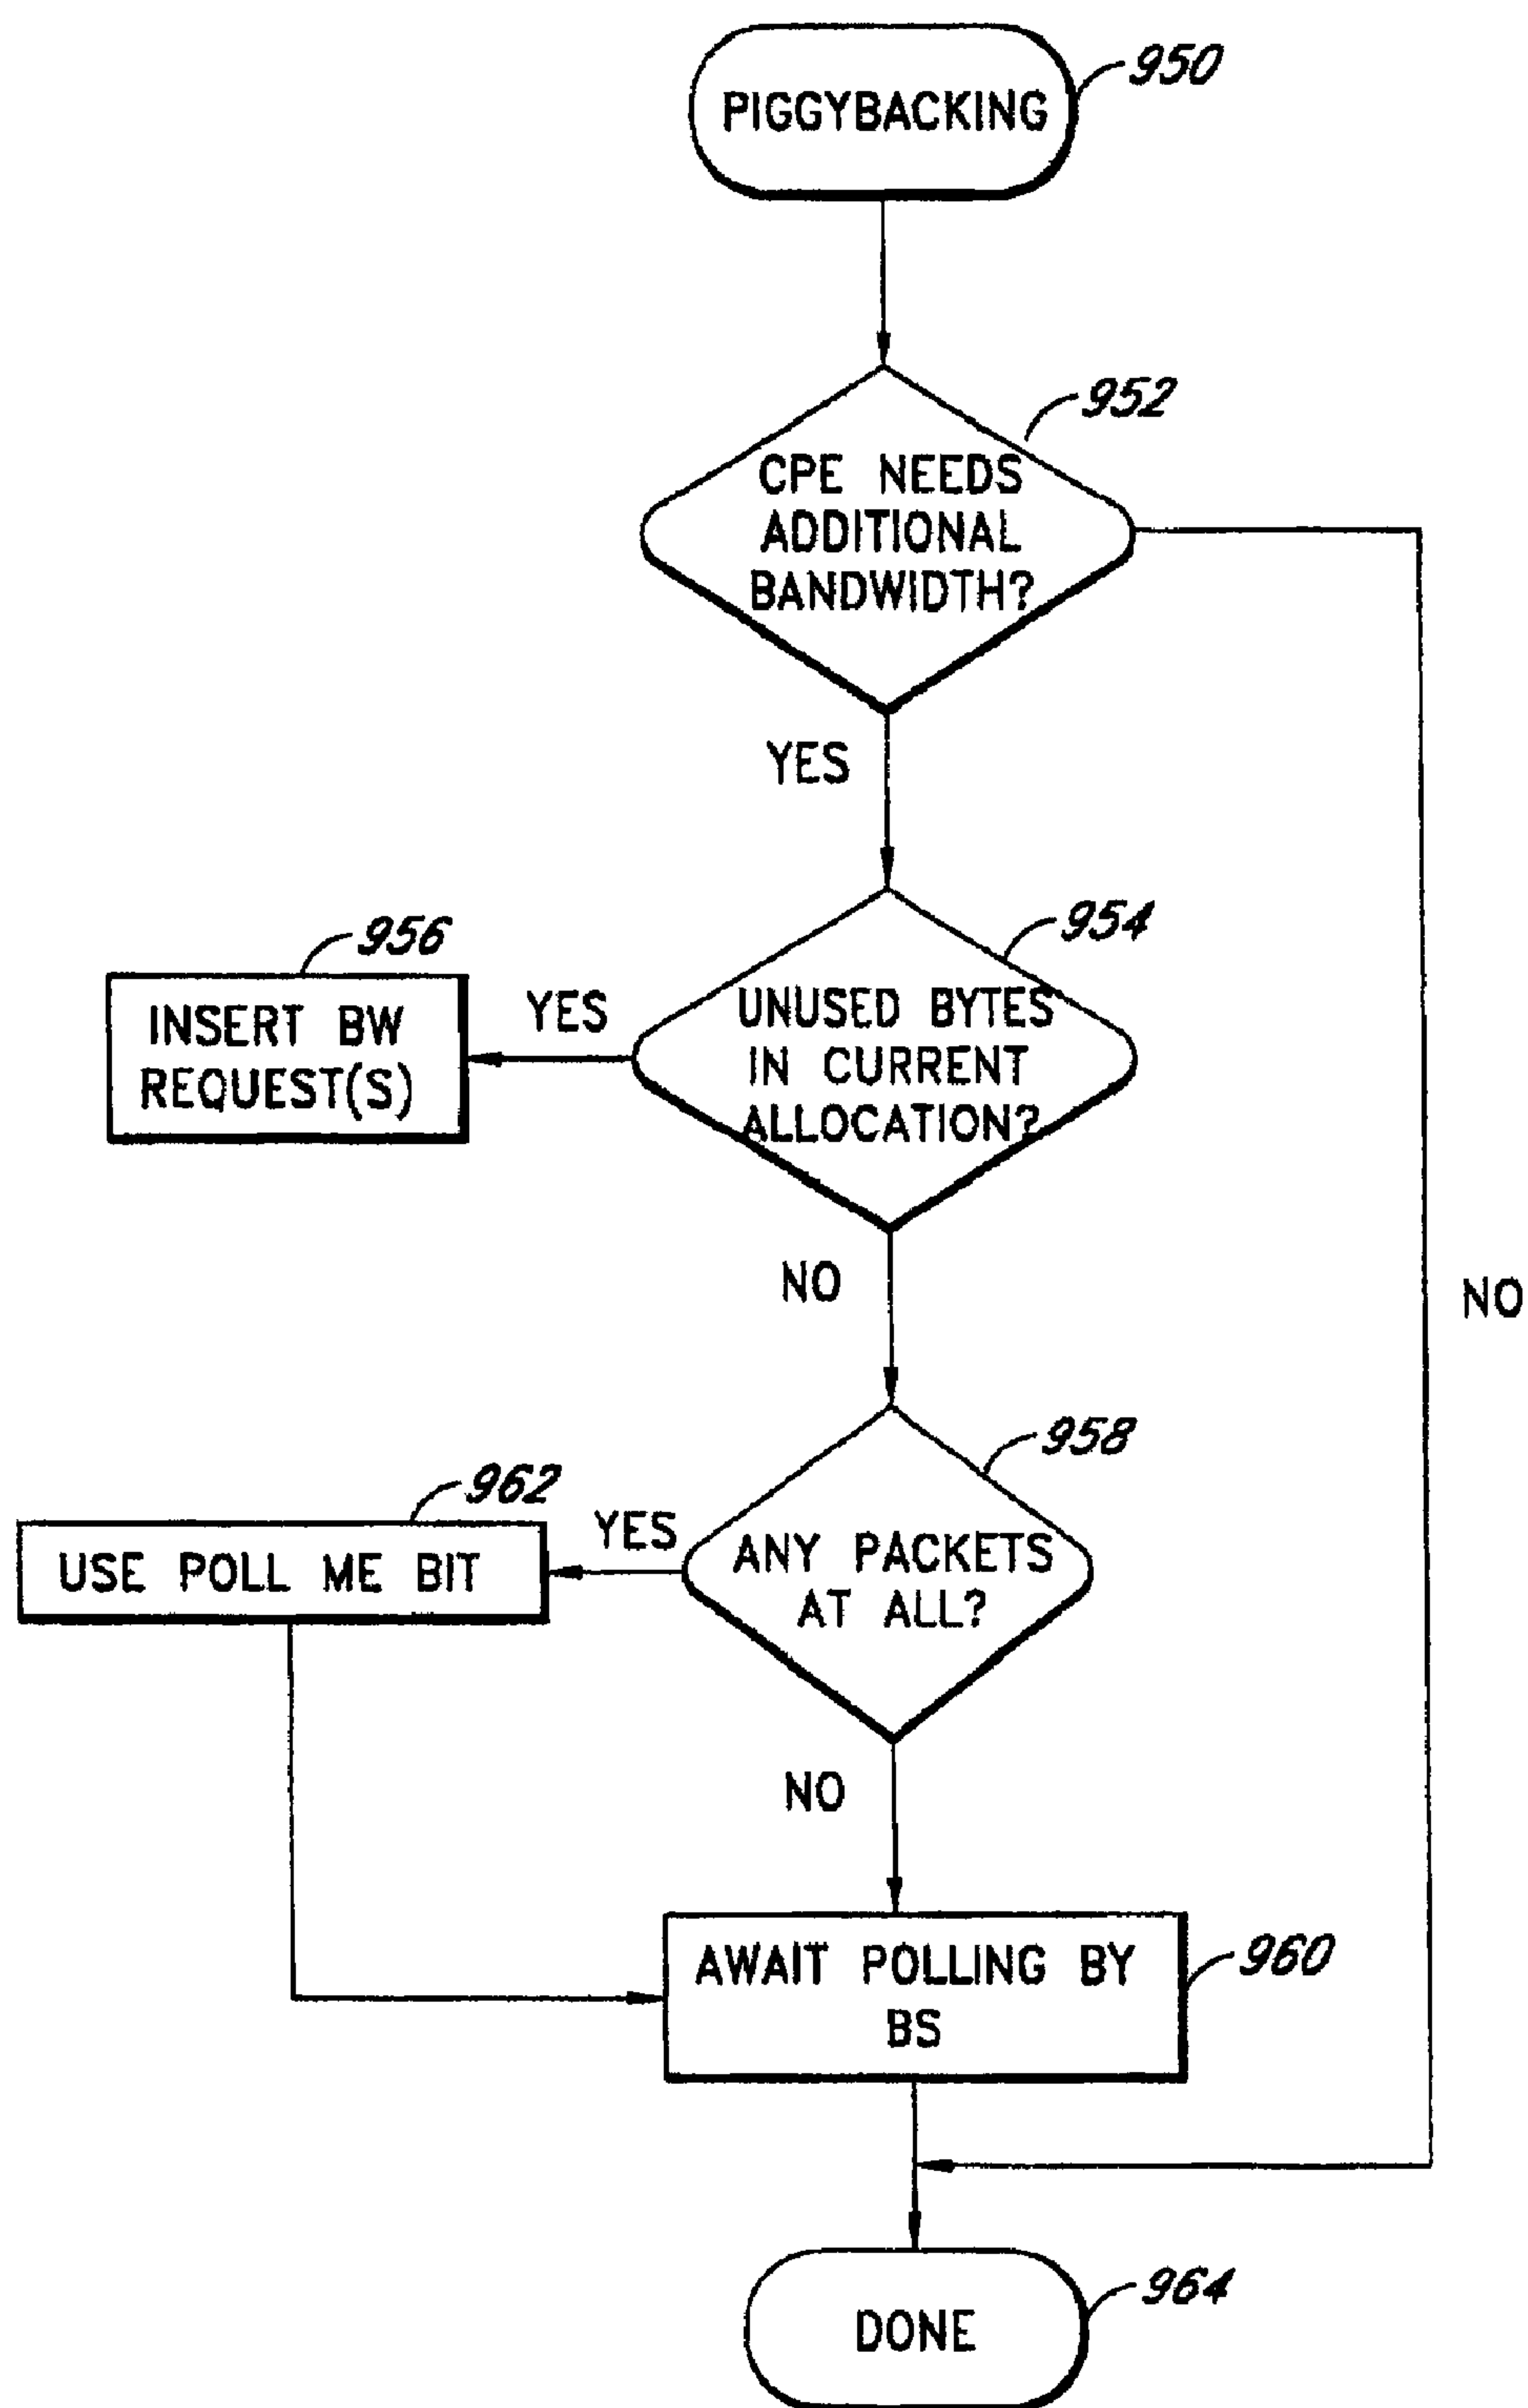 PIGGYBACKING
950
952
CPE NEEDS
ADDITIONAL
BANDWIDTH?
YES
954
956
UNUSED BYTES
IN CURRENT
ALLOCATION?
YES
INSERT BW
REQUEST(S)
NO
NO
958
962
ANY PACKETS
AT ALL?
YES
USE POLL ME BIT
NO
AWAIT POLLING BY
BS
960
964
DONE